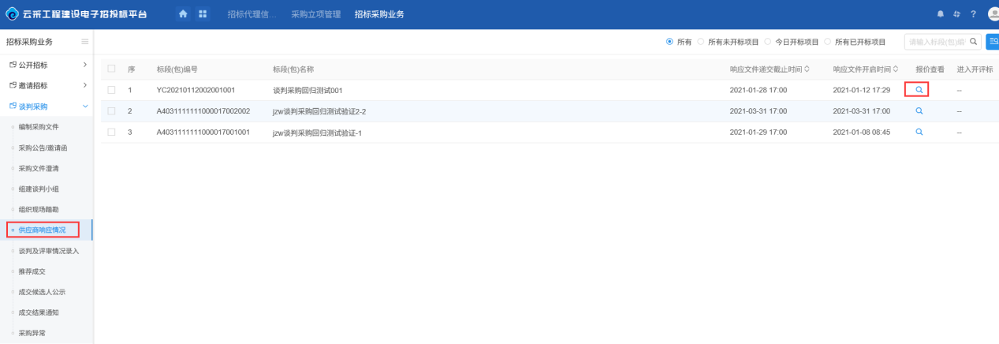 云采工程建设电子招投标平台 招标代理信... 采购立项管理 招标采购业务 ?
招标采购业务 所有 所有未开标项目 今日开标项目 所有已开标项目 请输入标段(包)编
公开招标
邀请招标
谈判采购
编制采购文件
采购公告/邀请函
采购文件澄清
组建谈判小组
组织现场踏勘
供应商响应情况
谈判及评审情况录入
推荐成交
成交候选人公示
成交结果通知
采购异常
序 标段(包)编号 标段(包)名称 响应文件递交截止时间 响应文件开启时间 报价查看 进入开评标
1 YC20210112002001001 谈判采购回归测试001 2021-01-28 17:00 2021-01-12 17:29 --
2 A4031111111000017002002 jzw谈判采购回归测试验证2-2 2021-03-31 17:00 2021-03-31 17:00 --
3 A4031111111000017001001 jzw谈判采购回归测试验证-1 2021-01-29 17:00 2021-01-08 08:45 --